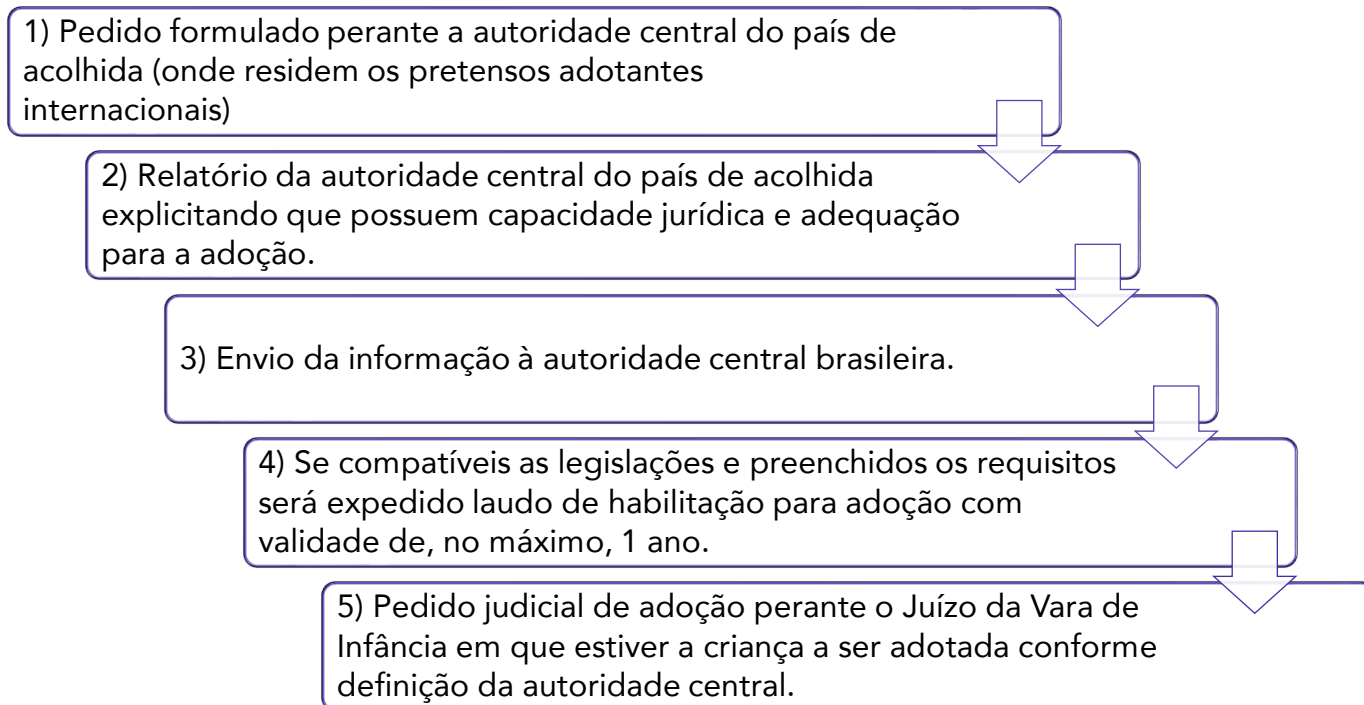 1) Pedido formulado perante a autoridade central do país de
acolhida (onde residem os pretensos adotantes
internacionais)
2) Relatório da autoridade central do país de acolhida
explicitando que possuem capacidade jurídica e adequação
para a adoção.
3) Envio da informação à autoridade central brasileira.
4) Se compatíveis as legislações e preenchidos os requisitos
será expedido laudo de habilitação para adoção com
validade de, no máximo, 1 ano.
5) Pedido judicial de adoção perante o Juízo da Vara de
Infância em que estiver a criança a ser adotada conforme
definição da autoridade central.